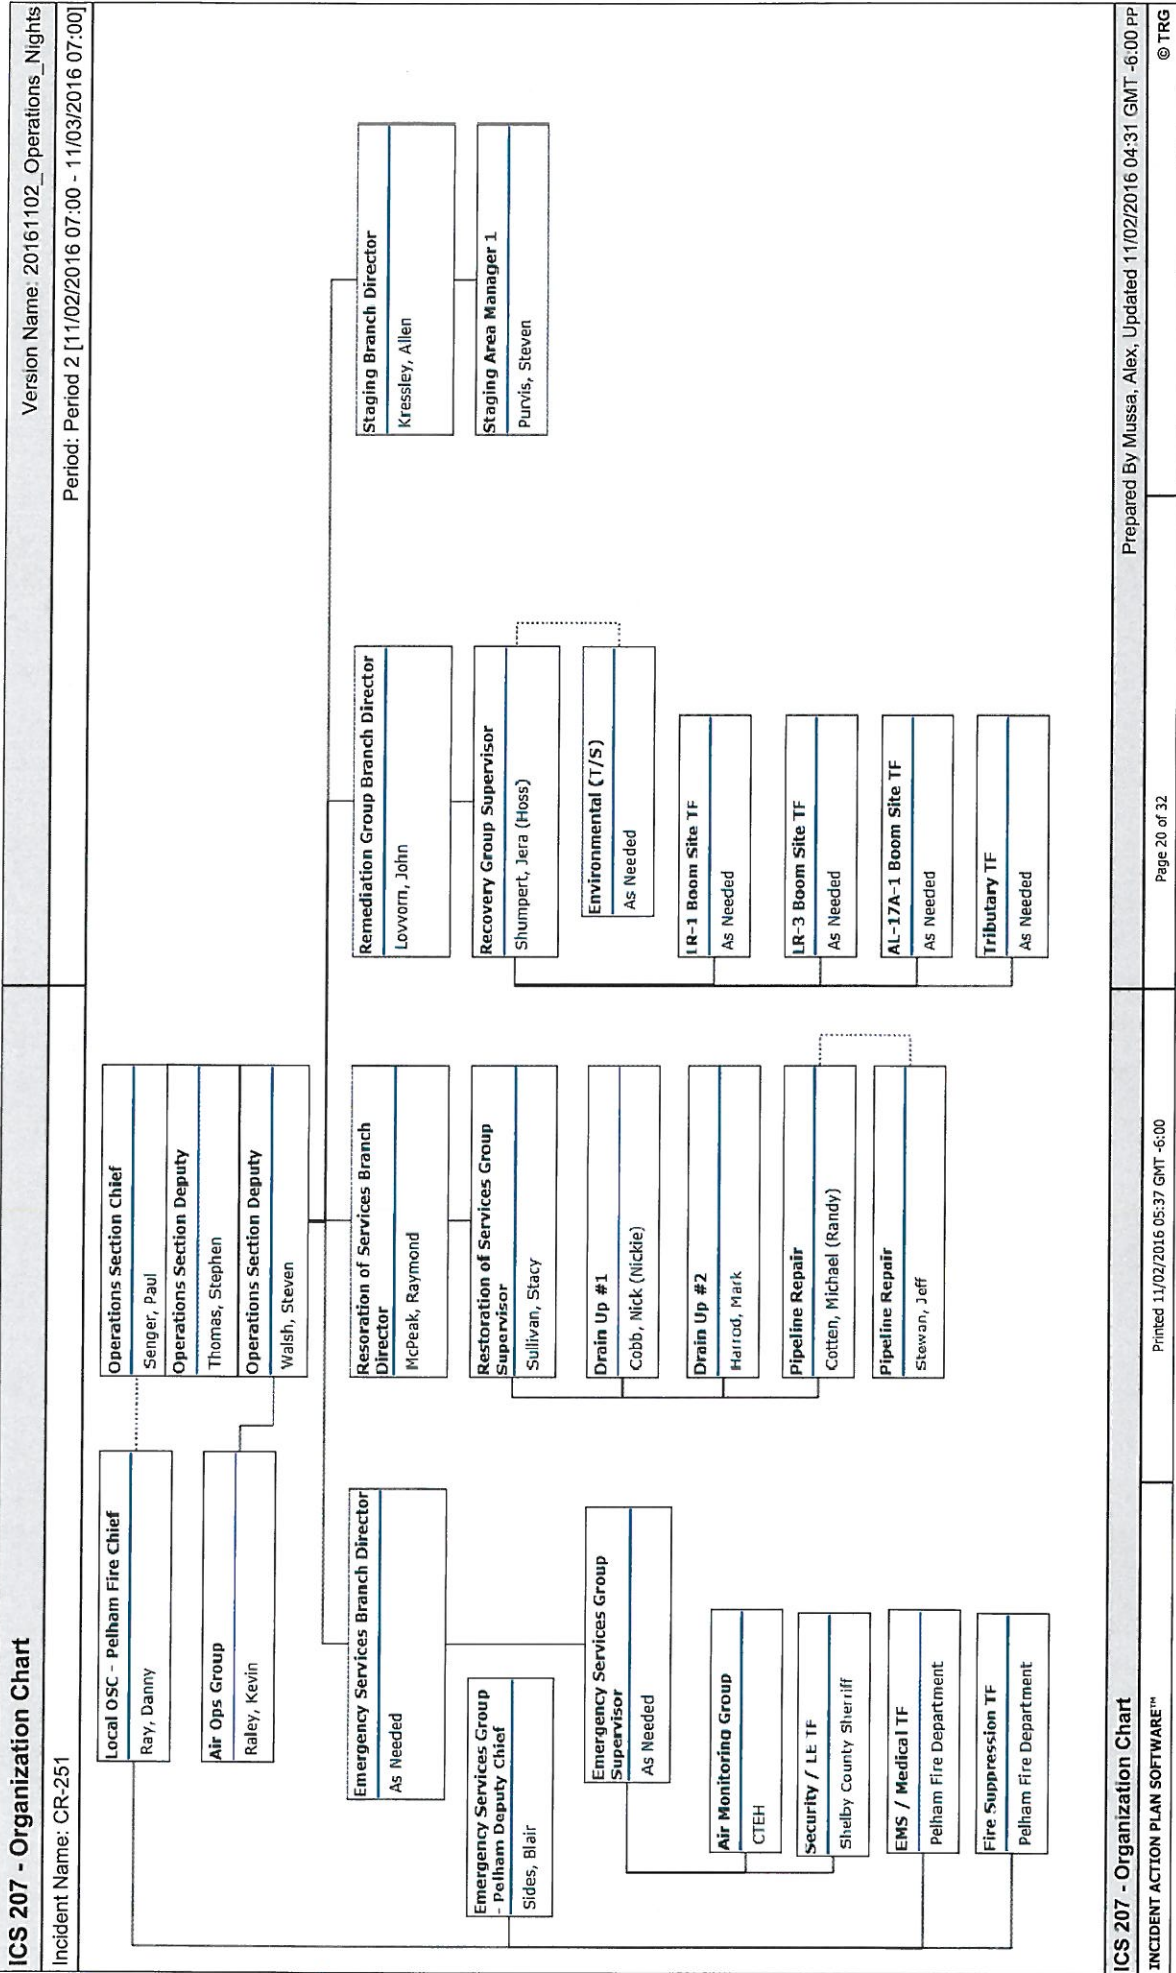 ICS 207 - Organization Chart
Version Name: 20161102_Operations_Nights
Incident Name: CR-251
Period: Period 2 [11/02/2016 07:00 - 11/03/2016 07:00]
Local OSC - Pelham Fire Chief
Ray, Danny
Air Ops Group
Raley, Kevin
Operations Section Chief
Senger, Paul
Operations Section Deputy
Thomas, Stephen
Operations Section Deputy
Walsh, Steven
Emergency Services Branch Director
As Needed
Emergency Services Group
- Pelham Deputy Chief
Sides, Blair
Emergency Services Group
Supervisor
As Needed
Air Monitoring Group
CTEH
Security / LE TF
Shelby County Sherriff
EMS / Medical TF
Pelham Fire Department
Fire Suppression TF
Pelham Fire Department
Resoration of Services Branch
Director
McPeak, Raymond
Restoration of Services Group
Supervisor
Sullivan, Stacy
Drain Up #1
Cobb, Nick (Nickie)
Drain Up #2
Harrod, Mark
Pipeline Repair
Cotten, Michael (Randy)
Pipeline Repair
Stewan, Jeff
Remediation Group Branch Director
Lovvorn, John
Recovery Group Supervisor
Shumpert, Jera (Hoss)
Environmental (T/S)
As Needed
LR-1 Boom Site TF
As Needed
LR-3 Boom Site TF
As Needed
AL-17A-1 Boom Site TF
As Needed
Tributary TF
As Needed
Staging Branch Director
Kressley, Allen
Staging Area Manager 1
Purvis, Steven
ICS 207 - Organization Chart
Prepared By Mussa, Alex, Updated 11/02/2016 04:31 GMT -6:00 PP
INCIDENT ACTION PLAN SOFTWARE™
Printed 11/02/2016 05:37 GMT -6:00
Page 20 of 32
© TRG